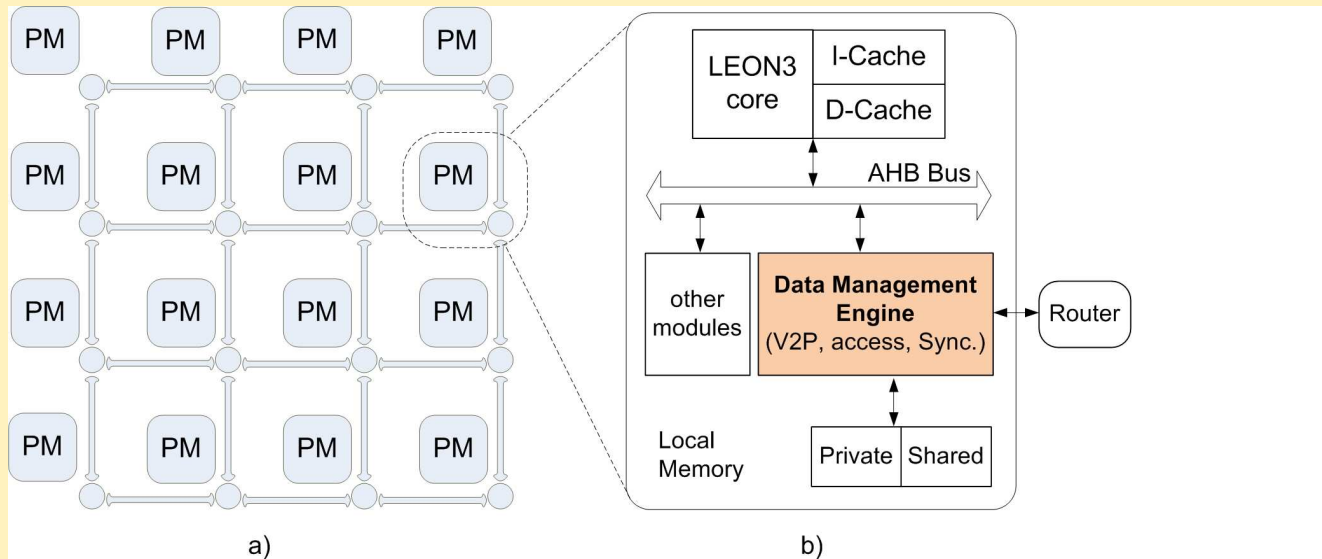 PM PM PM PM
PM PM PM PM
PM PM PM PM
PM PM PM PM
a)
LEON3
core
I-Cache
D-Cache
AHB Bus
other
modules
Data Management
Engine
(V2P, access, Sync.)
Router
Local
Memory
Private
Shared
b)